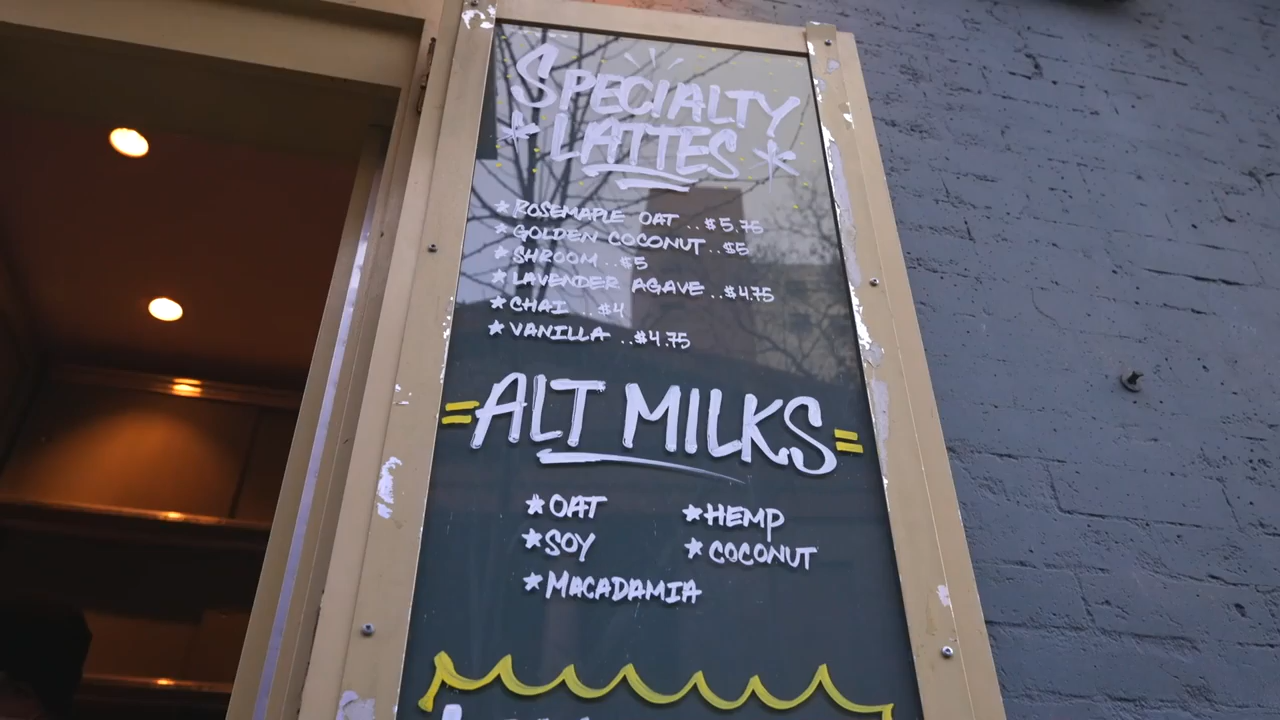 SPECIALTY
* LATTES *
* ROSEMAPLE OAT .. $5.75
* GOLDEN COCONUT .. $5
* SHROOM .. $5
* LAVENDER AGAVE .. $4.75
* CHAI .. $4
* VANILLA .. $4.75
= ALT MILKS =
* OAT * HEMP
* SOY * COCONUT
* MACADAMIA